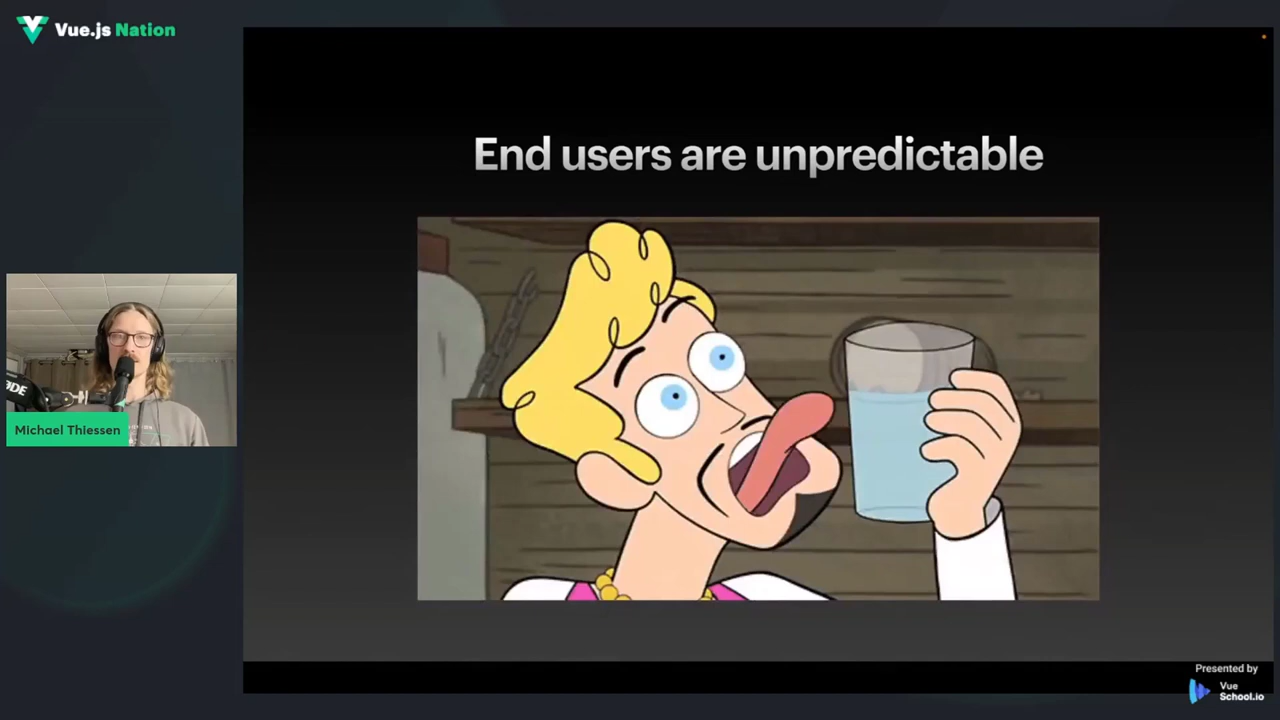 Vue.js Nation
End users are unpredictable
Michael Thiessen
Presented by
Vue
School.io